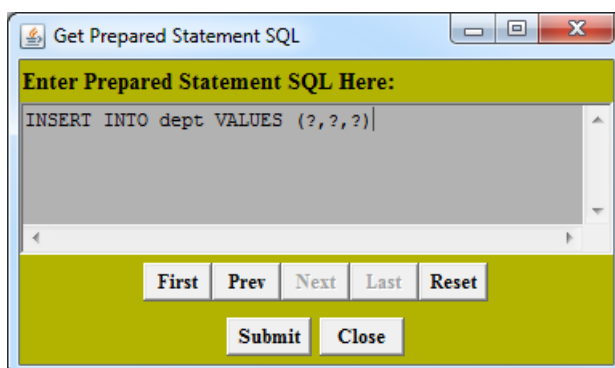 Get Prepared Statement SQL
Enter Prepared Statement SQL Here:
INSERT INTO dept VALUES (?,?,?)
First Prev Next Last Reset
Submit Close